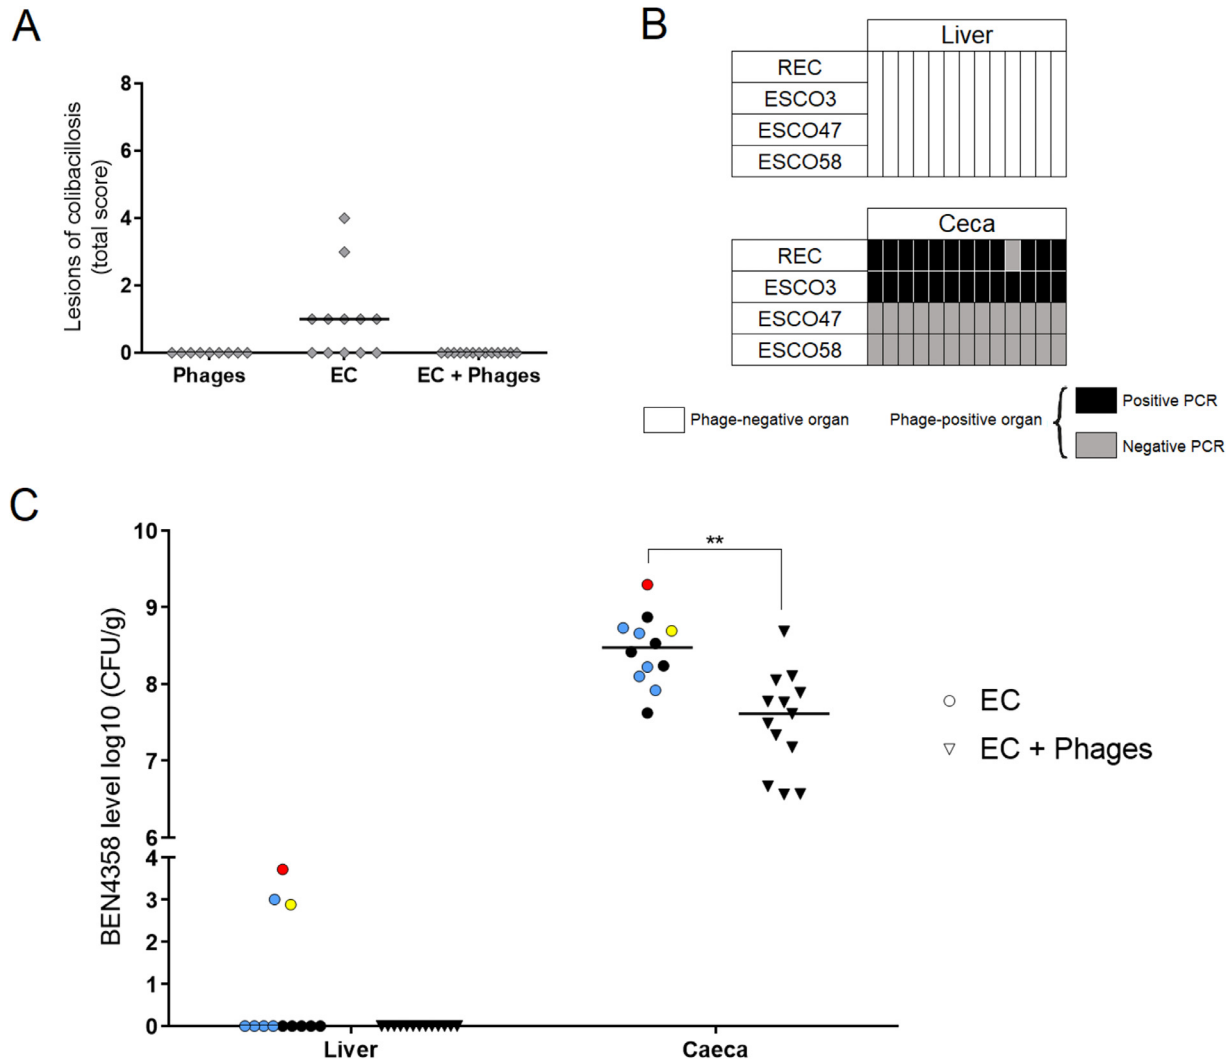 A
Lesions of colibacillosis
(total score)
8
6
4
2
0
Phages
EC
EC + Phages
B
Liver
REC
ESCO3
ESCO47
ESCO58
Ceca
REC
ESCO3
ESCO47
ESCO58
Phage-negative organ
Phage-positive organ
Positive PCR
Negative PCR
C
BEN4358 level log10 (CFU/g)
10
9
8
7
6
4
3
2
1
0
**
EC
EC + Phages
Liver
Caeca